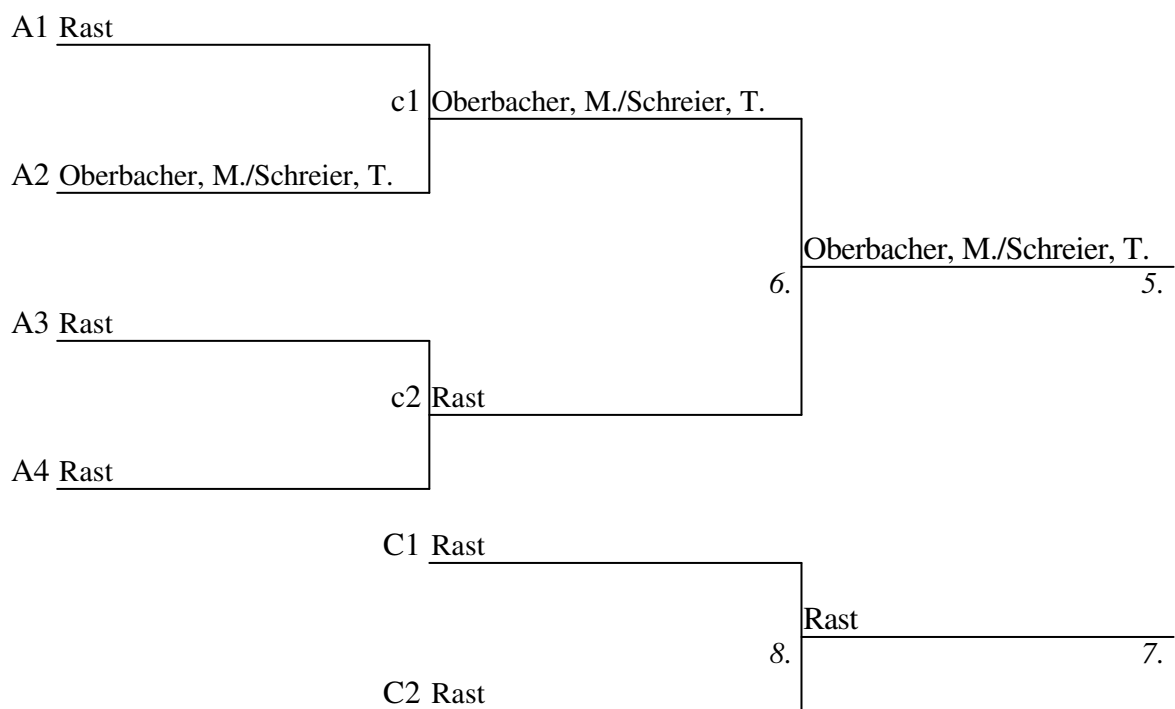 A1 Rast
c1 Oberbacher, M./Schreier, T.
A2 Oberbacher, M./Schreier, T.
Oberbacher, M./Schreier, T.
6. 5.
A3 Rast
c2 Rast
A4 Rast
C1 Rast
Rast
8. 7.
C2 Rast